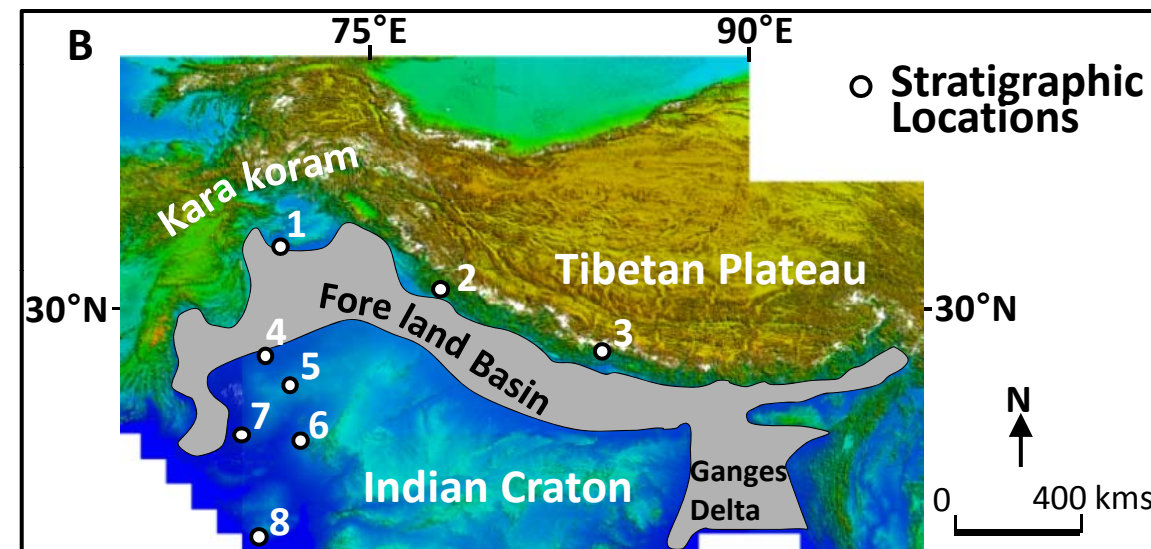 B
75°E
90°E
Stratigraphic
Locations
Kara koram
1
2
Tibetan Plateau
30°N
30°N
Fore land Basin
3
4
5
N
7
6
Indian Craton
Ganges
Delta
0
400 kms
8